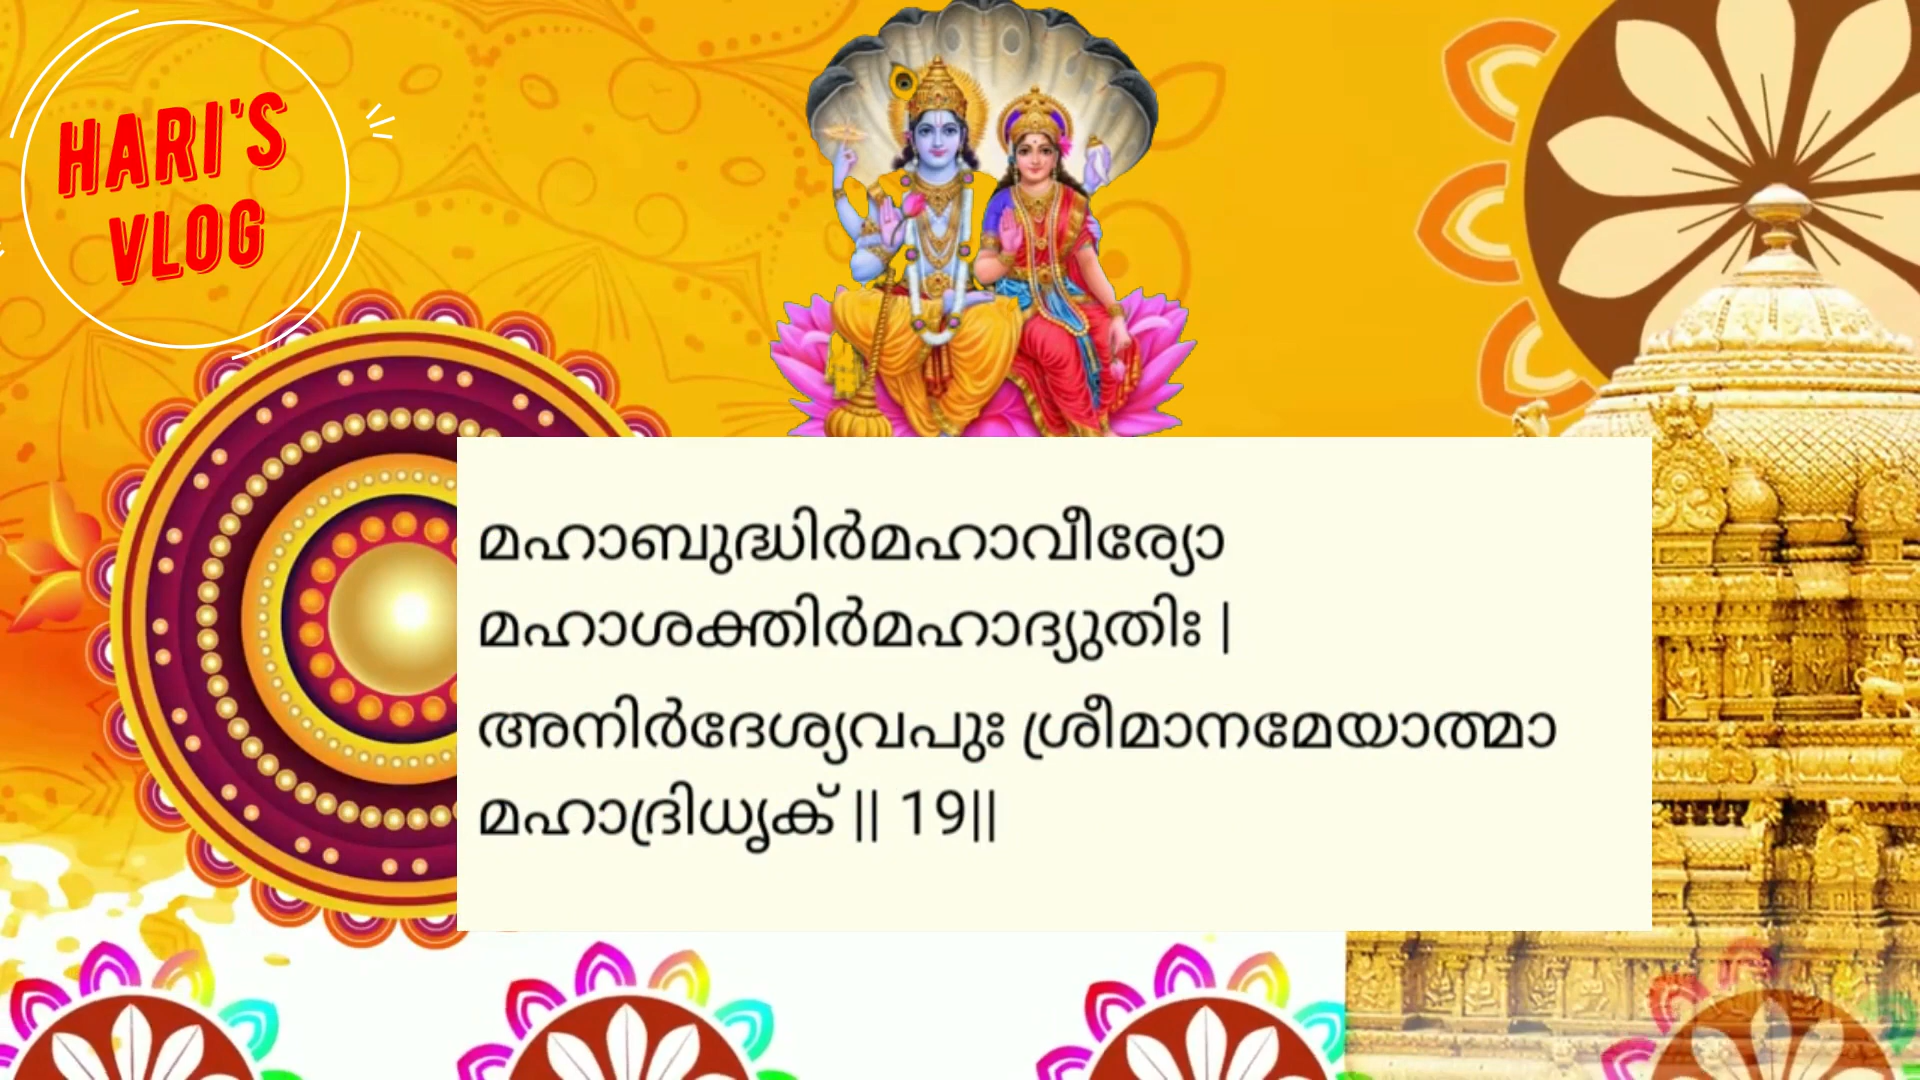 HARI'S
VLOG
മഹാബുദ്ധിർമഹാവീര്യോ
മഹാശക്തിർമഹാദ്യുതിഃ |
അനിർദേശ്യവപുഃ ശ്രീമാനമേയാത്മാ
മഹാദ്രിധൃക് || 19||